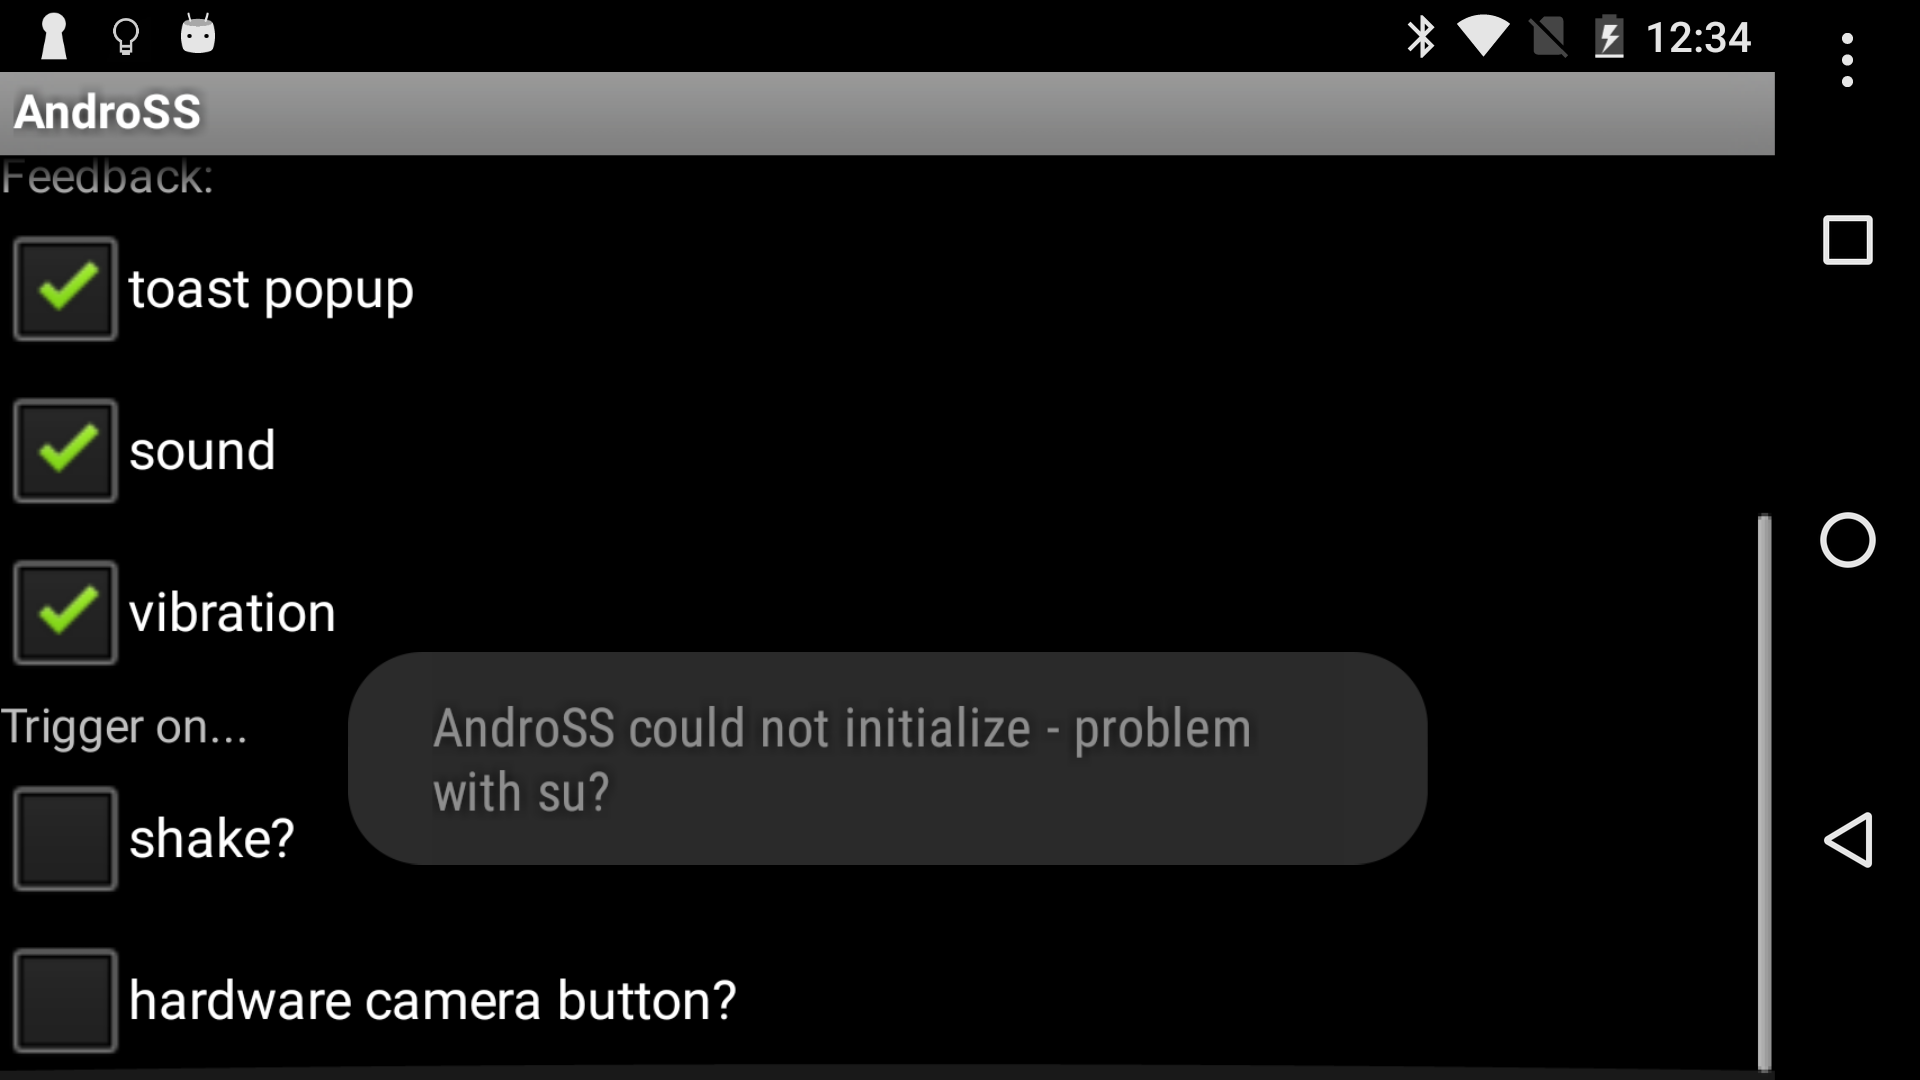 12:34
AndroSS
Feedback:
toast popup
sound
vibration
Trigger on...
AndroSS could not initialize - problem
with su?
shake?
hardware camera button?